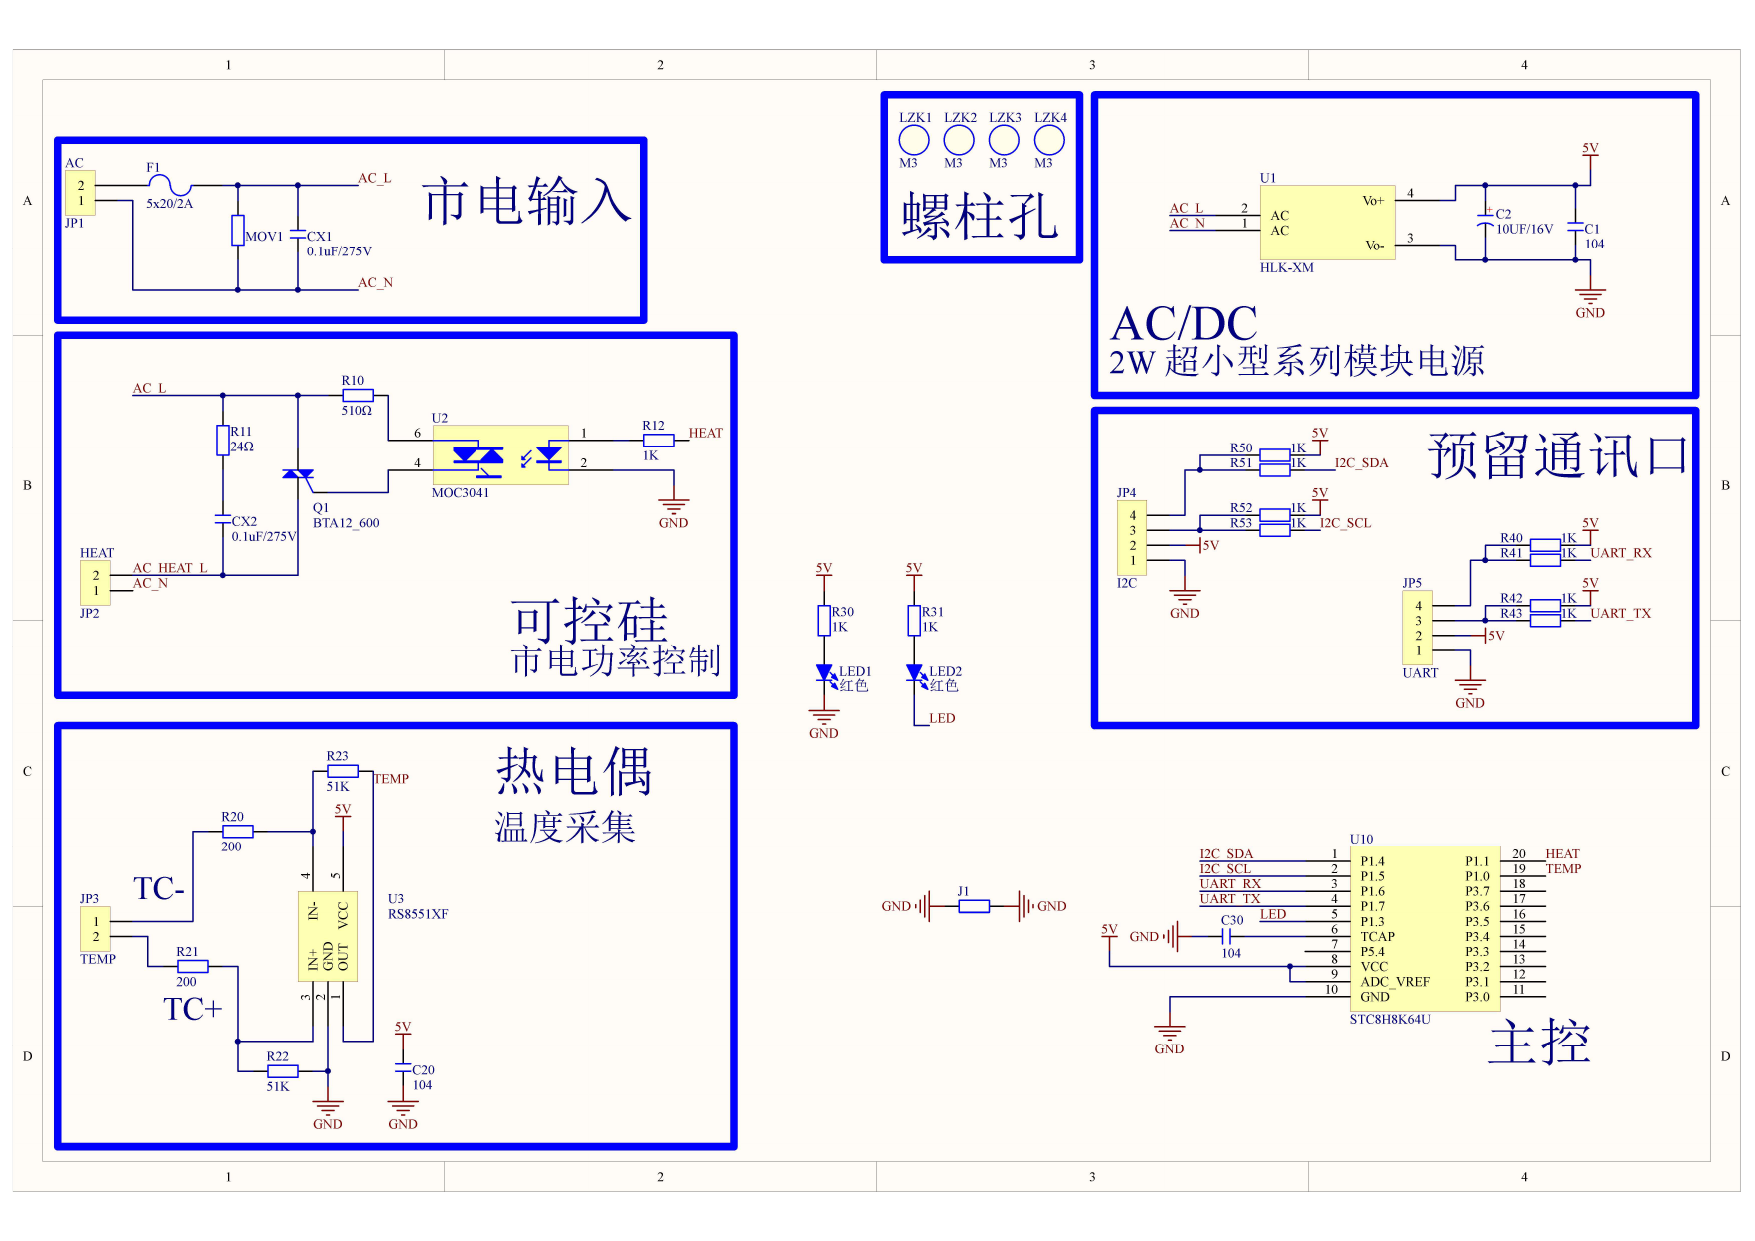 1
2
3
4
A
B
C
D
A
B
C
D
1
2
3
4
AC
2
1
JP1
F1
5x20/2A
MOV1
CX1
0.1uF/275V
AC_L
AC_N
市电输入
LZK1
LZK2
LZK3
LZK4
M3
M3
M3
M3
螺柱孔
U1
AC_L
AC_N
2
1
AC
AC
Vo+
Vo-
4
3
HLK-XM
5V
+
C2
10UF/16V
C1
104
GND
AC/DC
2W 超小型系列模块电源
AC_L
R10
510Ω
R11
24Ω
CX2
0.1uF/275V
Q1
BTA12_600
U2
6
4
1
2
MOC3041
R12
1K
HEAT
GND
HEAT
2
1
JP2
AC_HEAT_L
AC_N
可控硅
市电功率控制
5V
R30
1K
LED1
红色
GND
5V
R31
1K
LED2
红色
LED
预留通讯口
JP4
4
3
2
1
I2C
R50
R51
1K
1K
5V
I2C_SDA
R52
R53
1K
1K
5V
I2C_SCL
5V
GND
JP5
4
3
2
1
UART
R40
R41
1K
1K
5V
UART_RX
R42
R43
1K
1K
5V
UART_TX
5V
GND
热电偶
温度采集
R23
51K
TEMP
5V
R20
200
TC-
JP3
1
2
TEMP
R21
200
TC+
4
5
IN-
VCC
IN+
GND
OUT
3
2
1
U3
RS8551XF
R22
51K
GND
5V
C20
104
GND
GND
J1
GND
U10
I2C_SDA
I2C_SCL
UART_RX
UART_TX
LED
1
2
3
4
5
6
7
8
9
10
P1.4
P1.5
P1.6
P1.7
P1.3
TCAP
P5.4
VCC
ADC_VREF
GND
P1.1
P1.0
P3.7
P3.6
P3.5
P3.4
P3.3
P3.2
P3.1
P3.0
20
19
18
17
16
15
14
13
12
11
HEAT
TEMP
5V
GND
C30
104
GND
STC8H8K64U
主控